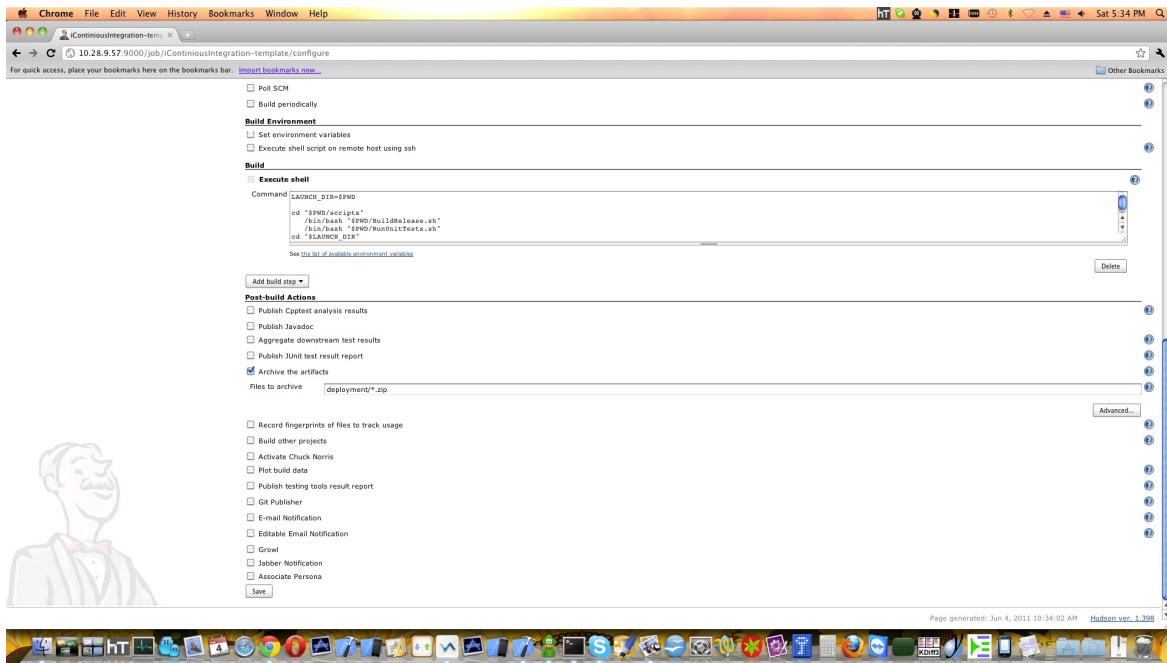 Chrome File Edit View History Bookmarks Window Help
Sat 5:34 PM
iContiniousIntegration-temp
10.28.9.57:9000/job/iContiniousIntegration-template/configure
For quick access, place your bookmarks here on the bookmarks bar. Import bookmarks now...
Other Bookmarks
Poll SCM
Build periodically
Build Environment
Set environment variables
Execute shell script on remote host using ssh
Build
Execute shell
Command
LAUNCH_DIR=$PWD
cd "$PWD/scripts"
/bin/bash "$PWD/BuildRelease.sh"
/bin/bash "$PWD/RunUnitTests.sh"
cd "$LAUNCH_DIR"
See the list of available environment variables
Delete
Add build step
Post-build Actions
Publish Cpptest analysis results
Publish Javadoc
Aggregate downstream test results
Publish JUnit test result report
Archive the artifacts
Files to archive
deployment/*.zip
Advanced...
Record fingerprints of files to track usage
Build other projects
Activate Chuck Norris
Plot build data
Publish testing tools result report
Git Publisher
E-mail Notification
Editable Email Notification
Growl
Jabber Notification
Associate Persona
Save
Page generated: Jun 4, 2011 10:34:02 AM Hudson ver. 1.398
hT
4
S
KDiff3